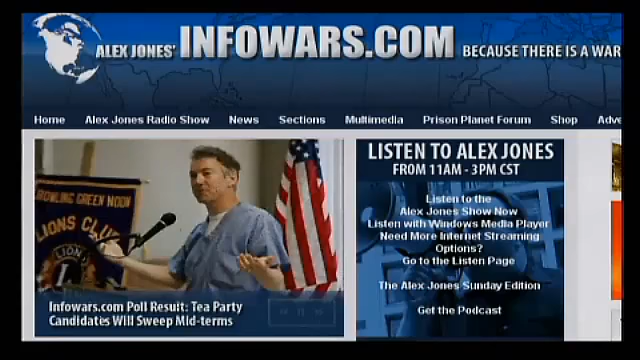 ALEX JONES' INFOWARS.COM BECAUSE THERE IS A WAR
Home Alex Jones Radio Show News Sections Multimedia Prison Planet Forum Shop Adve
BOWLING GREEN NOON
LIONS CLUB
LIONS
L
Infowars.com Poll Result: Tea Party
Candidates Will Sweep Mid-terms
LISTEN TO ALEX JONES
FROM 11AM - 3PM CST
Listen to the
Alex Jones Show Now
Listen with Windows Media Player
Need More Internet Streaming
Options?
Go to the Listen Page
The Alex Jones Sunday Edition
Get the Podcast